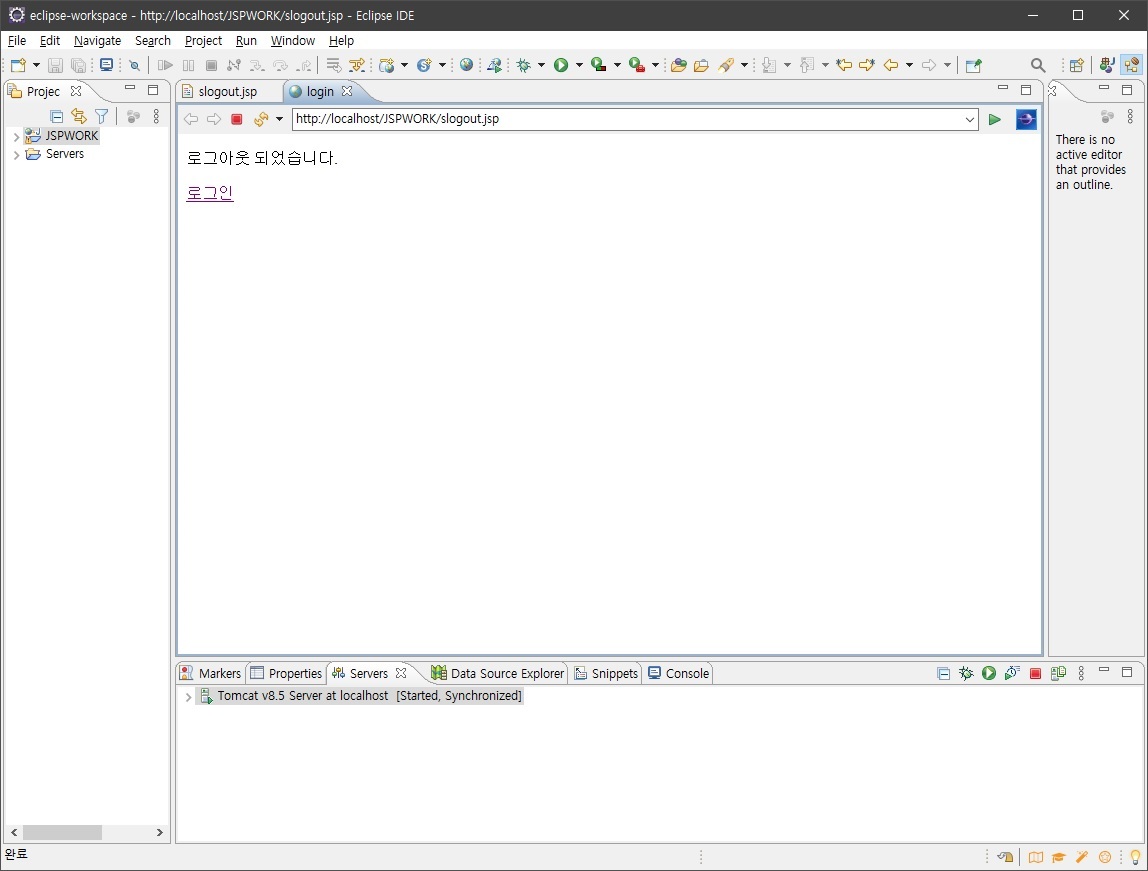 eclipse-workspace - http://localhost/JSPWORK/slogout.jsp - Eclipse IDE
File Edit Navigate Search Project Run Window Help
Projec
JSPWORK
Servers
slogout.jsp login
http://localhost/JSPWORK/slogout.jsp
로그아웃 되었습니다.
로그인
There is no
active editor
that provides
an outline.
Markers Properties Servers Data Source Explorer Snippets Console
Tomcat v8.5 Server at localhost [Started, Synchronized]
완료